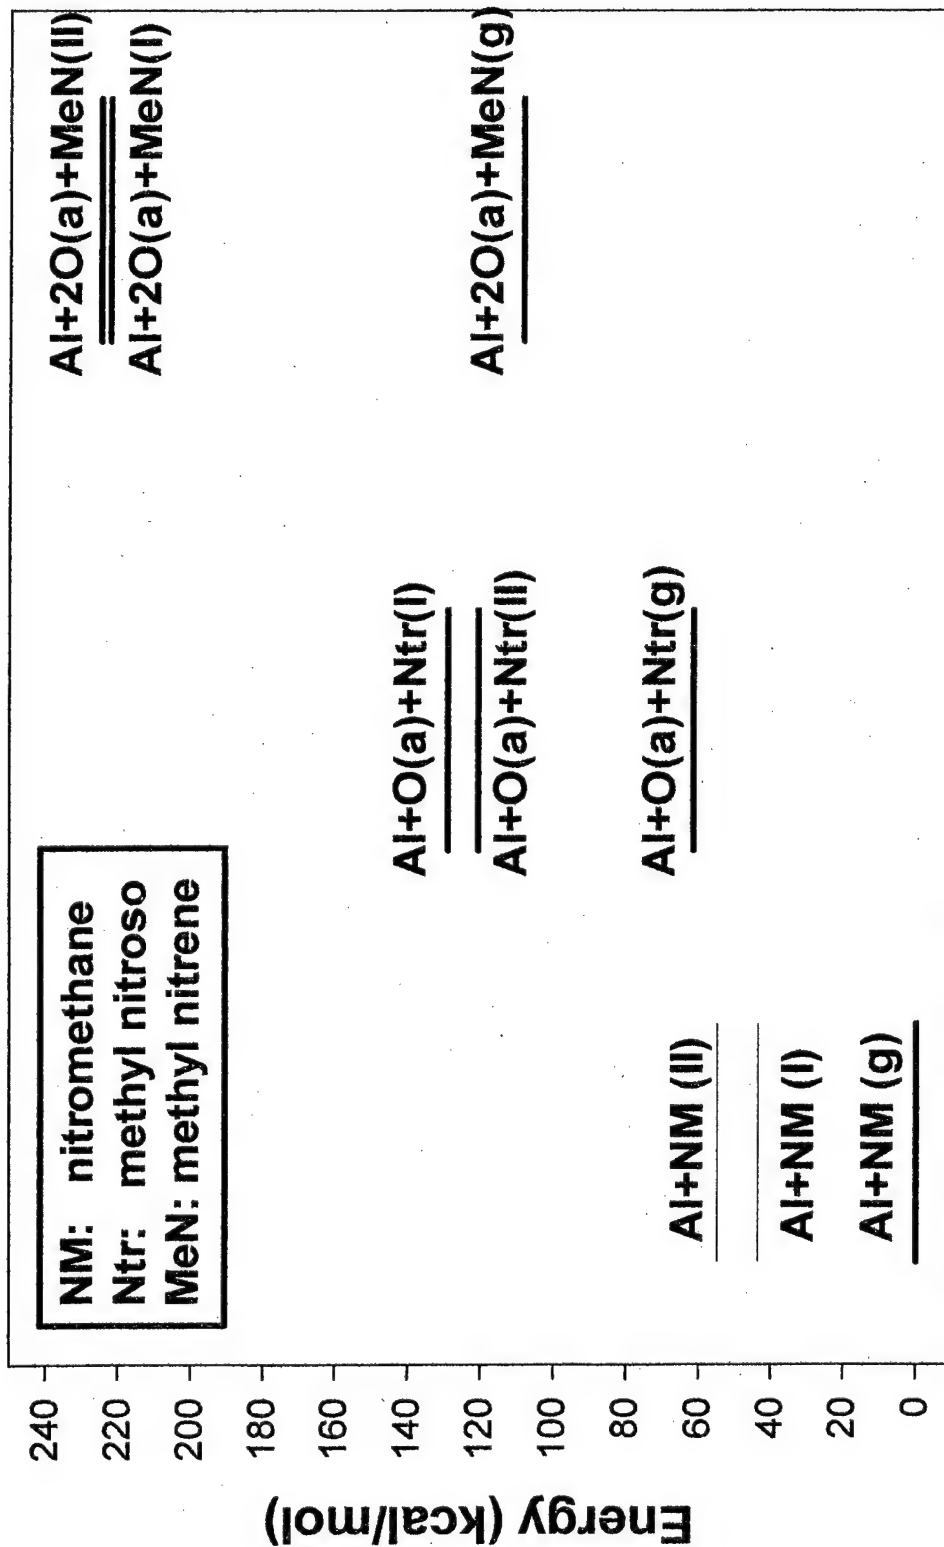 Energy (kcal/mol)
240
220
200
180
160
140
120
100
80
60
40
20
0
NM: nitromethane
Ntr: methyl nitroso
MeN: methyl nitrene
Al+NM (II)
Al+NM (I)
Al+NM (g)
Al+O(a)+Ntr(I)
Al+O(a)+Ntr(II)
Al+O(a)+Ntr(g)
Al+2O(a)+MeN(II)
Al+2O(a)+MeN(I)
Al+2O(a)+MeN(g)